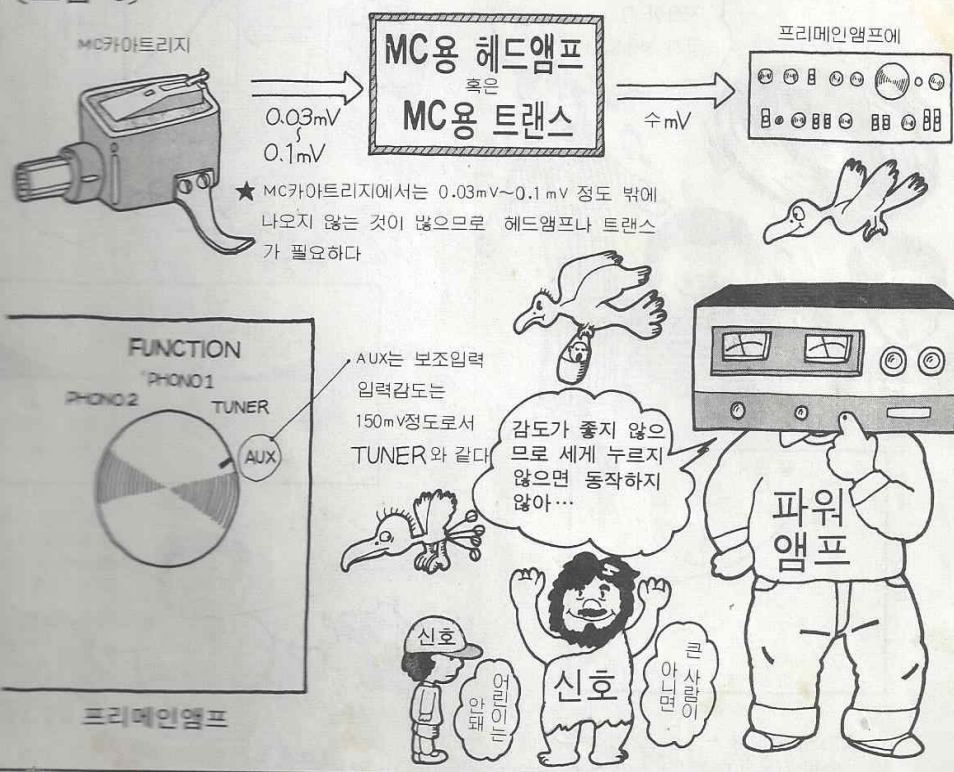 MC카아트리지
0.03mV
~
0.1mV
MC용 헤드앰프
혹은
MC용 트랜스
수mV
프리메인앰프에
★ MC카아트리지에서는 0.03mV~0.1mV 정도 밖에
나오지 않는 것이 많으므로 헤드앰프나 트랜스
가 필요하다
FUNCTION
PHONO1
PHONO2
TUNER
AUX
AUX는 보조입력
입력감도는
150mV정도로서
TUNER와 같다
프리메인앰프
감도가 좋지 않으
므로 세게 누르지
않으면 동작하지
않아…
파워
앰프
신호
어린이는
안돼
신호
큰 사람이
아니면